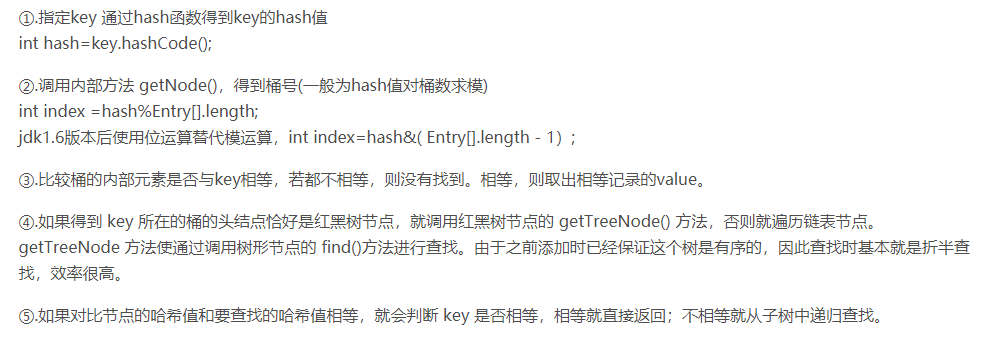 ①.指定key 通过hash函数得到key的hash值
int hash=key.hashCode();
②.调用内部方法 getNode()，得到桶号(一般为hash值对桶数求模)
int index =hash%Entry[].length;
jdk1.6版本后使用位运算替代模运算，int index=hash&( Entry[].length - 1）;
③.比较桶的内部元素是否与key相等，若都不相等，则没有找到。相等，则取出相等记录的value。
④.如果得到 key 所在的桶的头结点恰好是红黑树节点，就调用红黑树节点的 getTreeNode() 方法，否则就遍历链表节点。
getTreeNode 方法使通过调用树形节点的 find()方法进行查找。由于之前添加时已经保证这个树是有序的，因此查找时基本就是折半查
找，效率很高。
⑤.如果对比节点的哈希值和要查找的哈希值相等，就会判断 key 是否相等，相等就直接返回；不相等就从子树中递归查找。